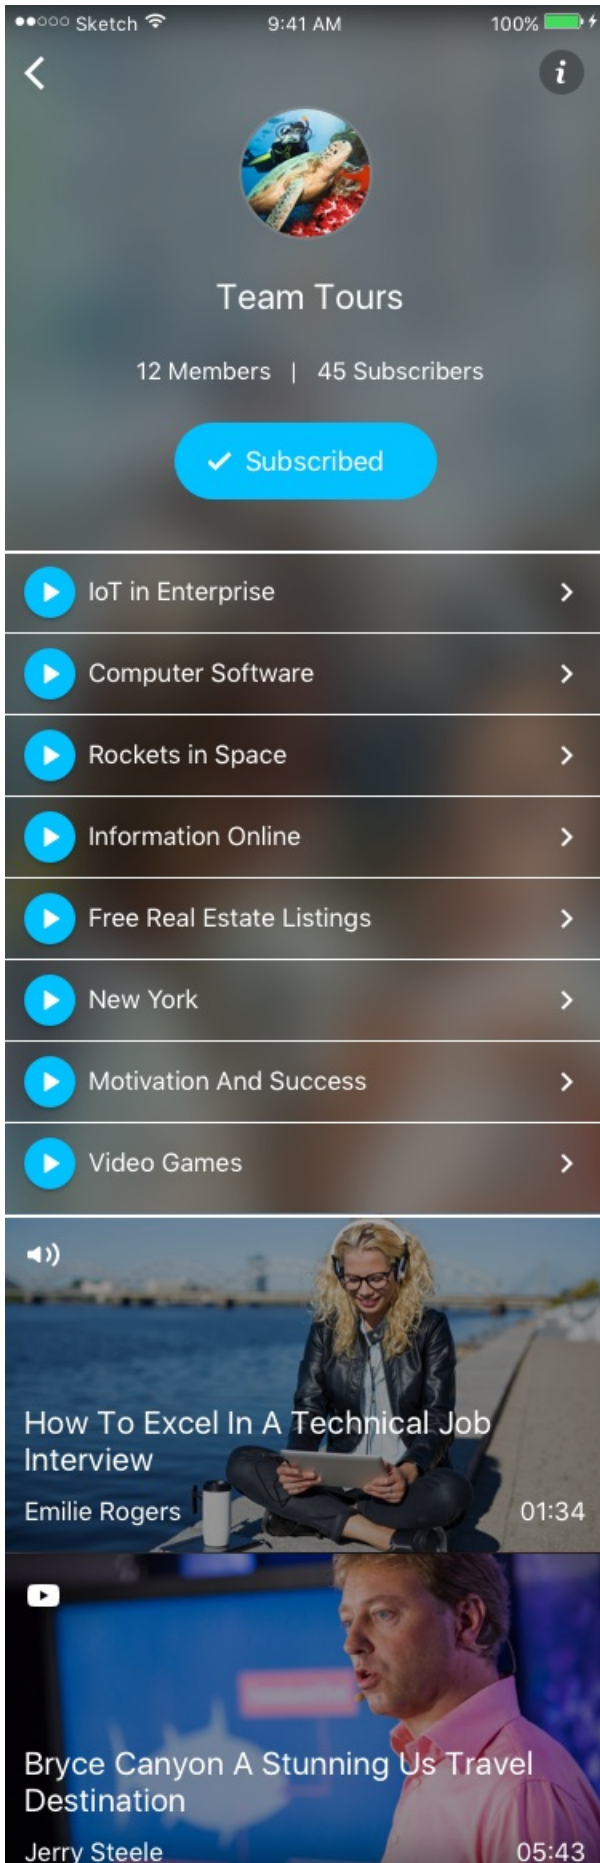 Sketch 9:41 AM 100%
i
Team Tours
12 Members | 45 Subscribers
Subscribed
IoT in Enterprise
Computer Software
Rockets in Space
Information Online
Free Real Estate Listings
New York
Motivation And Success
Video Games
How To Excel In A Technical Job
Interview
Emilie Rogers 01:34
Bryce Canyon A Stunning Us Travel
Destination
Jerry Steele 05:43